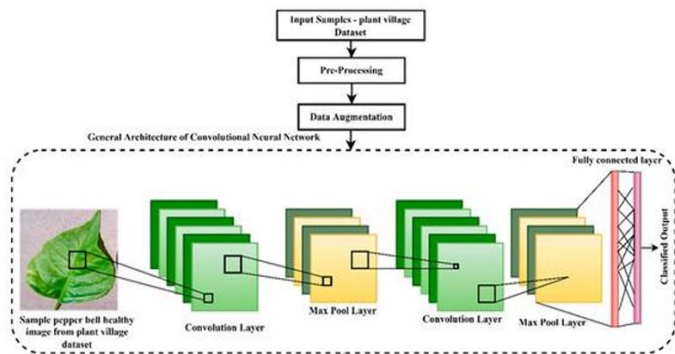 Input Samples - plant village
Dataset
Pre-Processing
Data Augmentation
General Architecture of Convolutional Neural Network
Fully connected layer
Classified Output
Sample pepper bell healthy
image from plant village
dataset
Convolution Layer
Max Pool Layer
Convolution Layer
Max Pool Layer